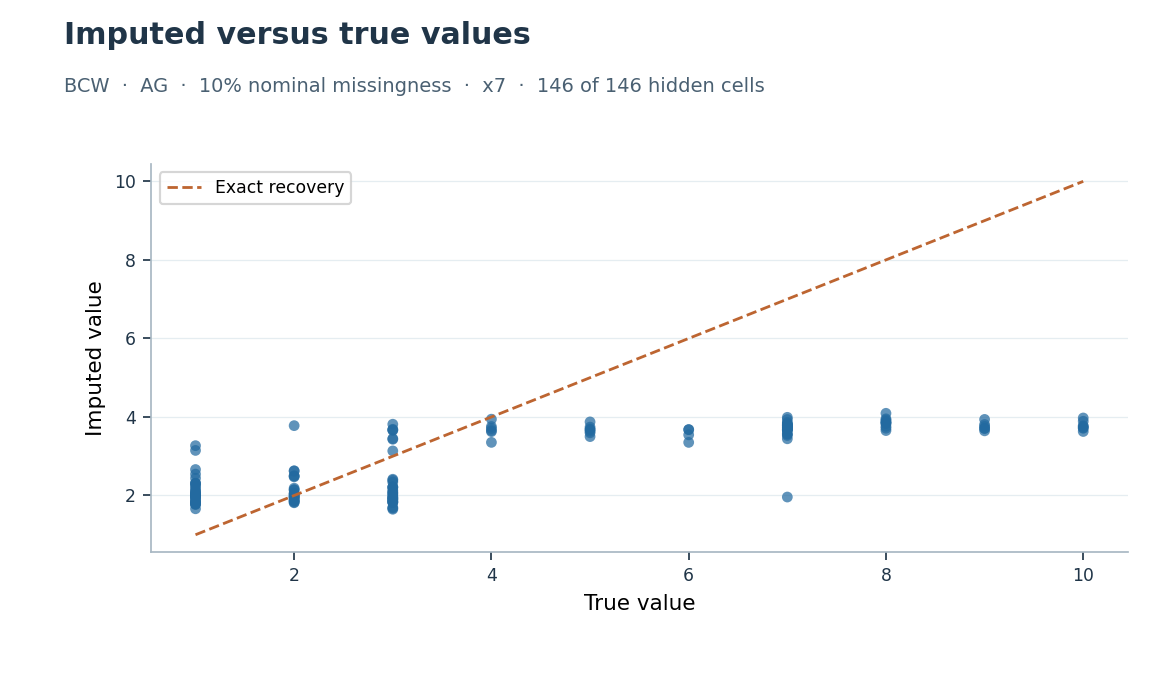 Imputed versus true values
BCW · AG · 10% nominal missingness · x7 · 146 of 146 hidden cells
Exact recovery
10
8
6
4
2
Imputed value
2 4 6 8 10
True value